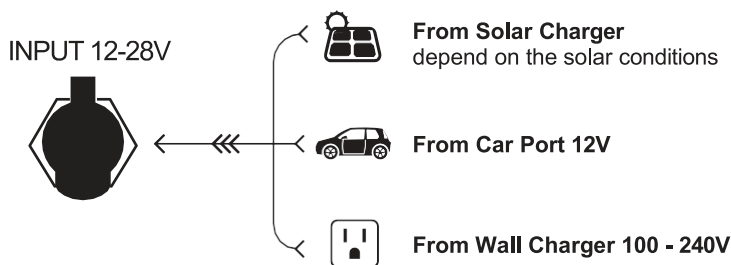 INPUT 12-28V
From Solar Charger
depend on the solar conditions
From Car Port 12V
From Wall Charger 100 - 240V